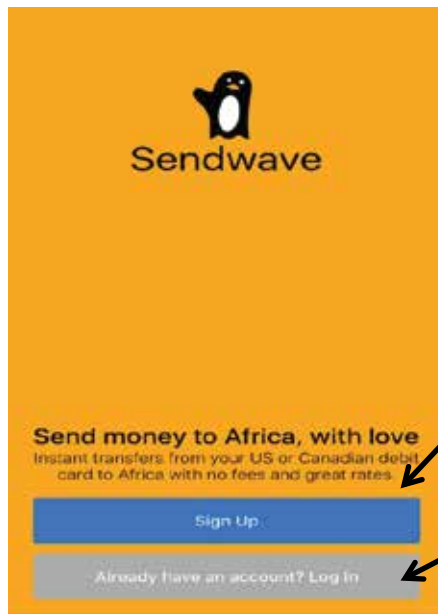 Sendwave
Send money to Africa, with love
Instant transfers from your US or Canadian debit
card to Africa with no fees and great rates
Sign Up
Already have an account? Log In